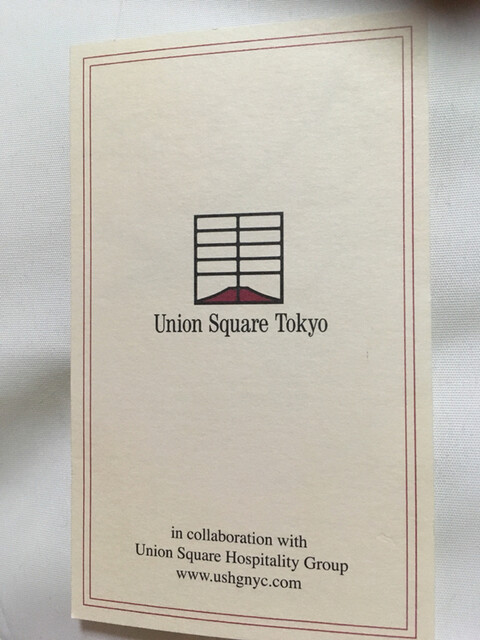 Union Square Tokyo
in collaboration with
Union Square Hospitality Group
www.ushgnyc.com